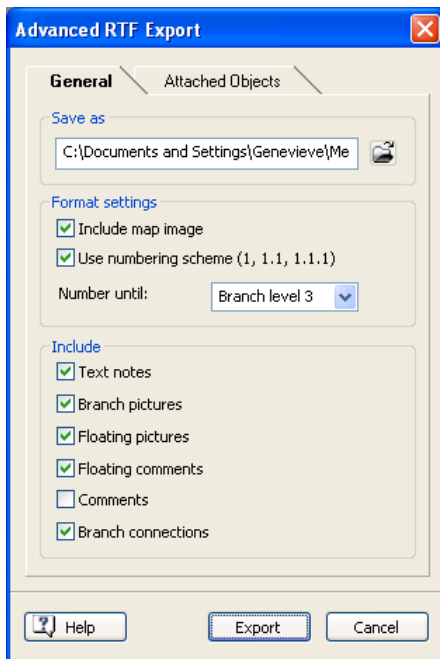 Advanced RTF Export
General Attached Objects
Save as
C:\Documents and Settings\Genevieve\Me
Format settings
Include map image
Use numbering scheme (1, 1.1, 1.1.1)
Number until: Branch level 3
Include
Text notes
Branch pictures
Floating pictures
Floating comments
Comments
Branch connections
Help Export Cancel